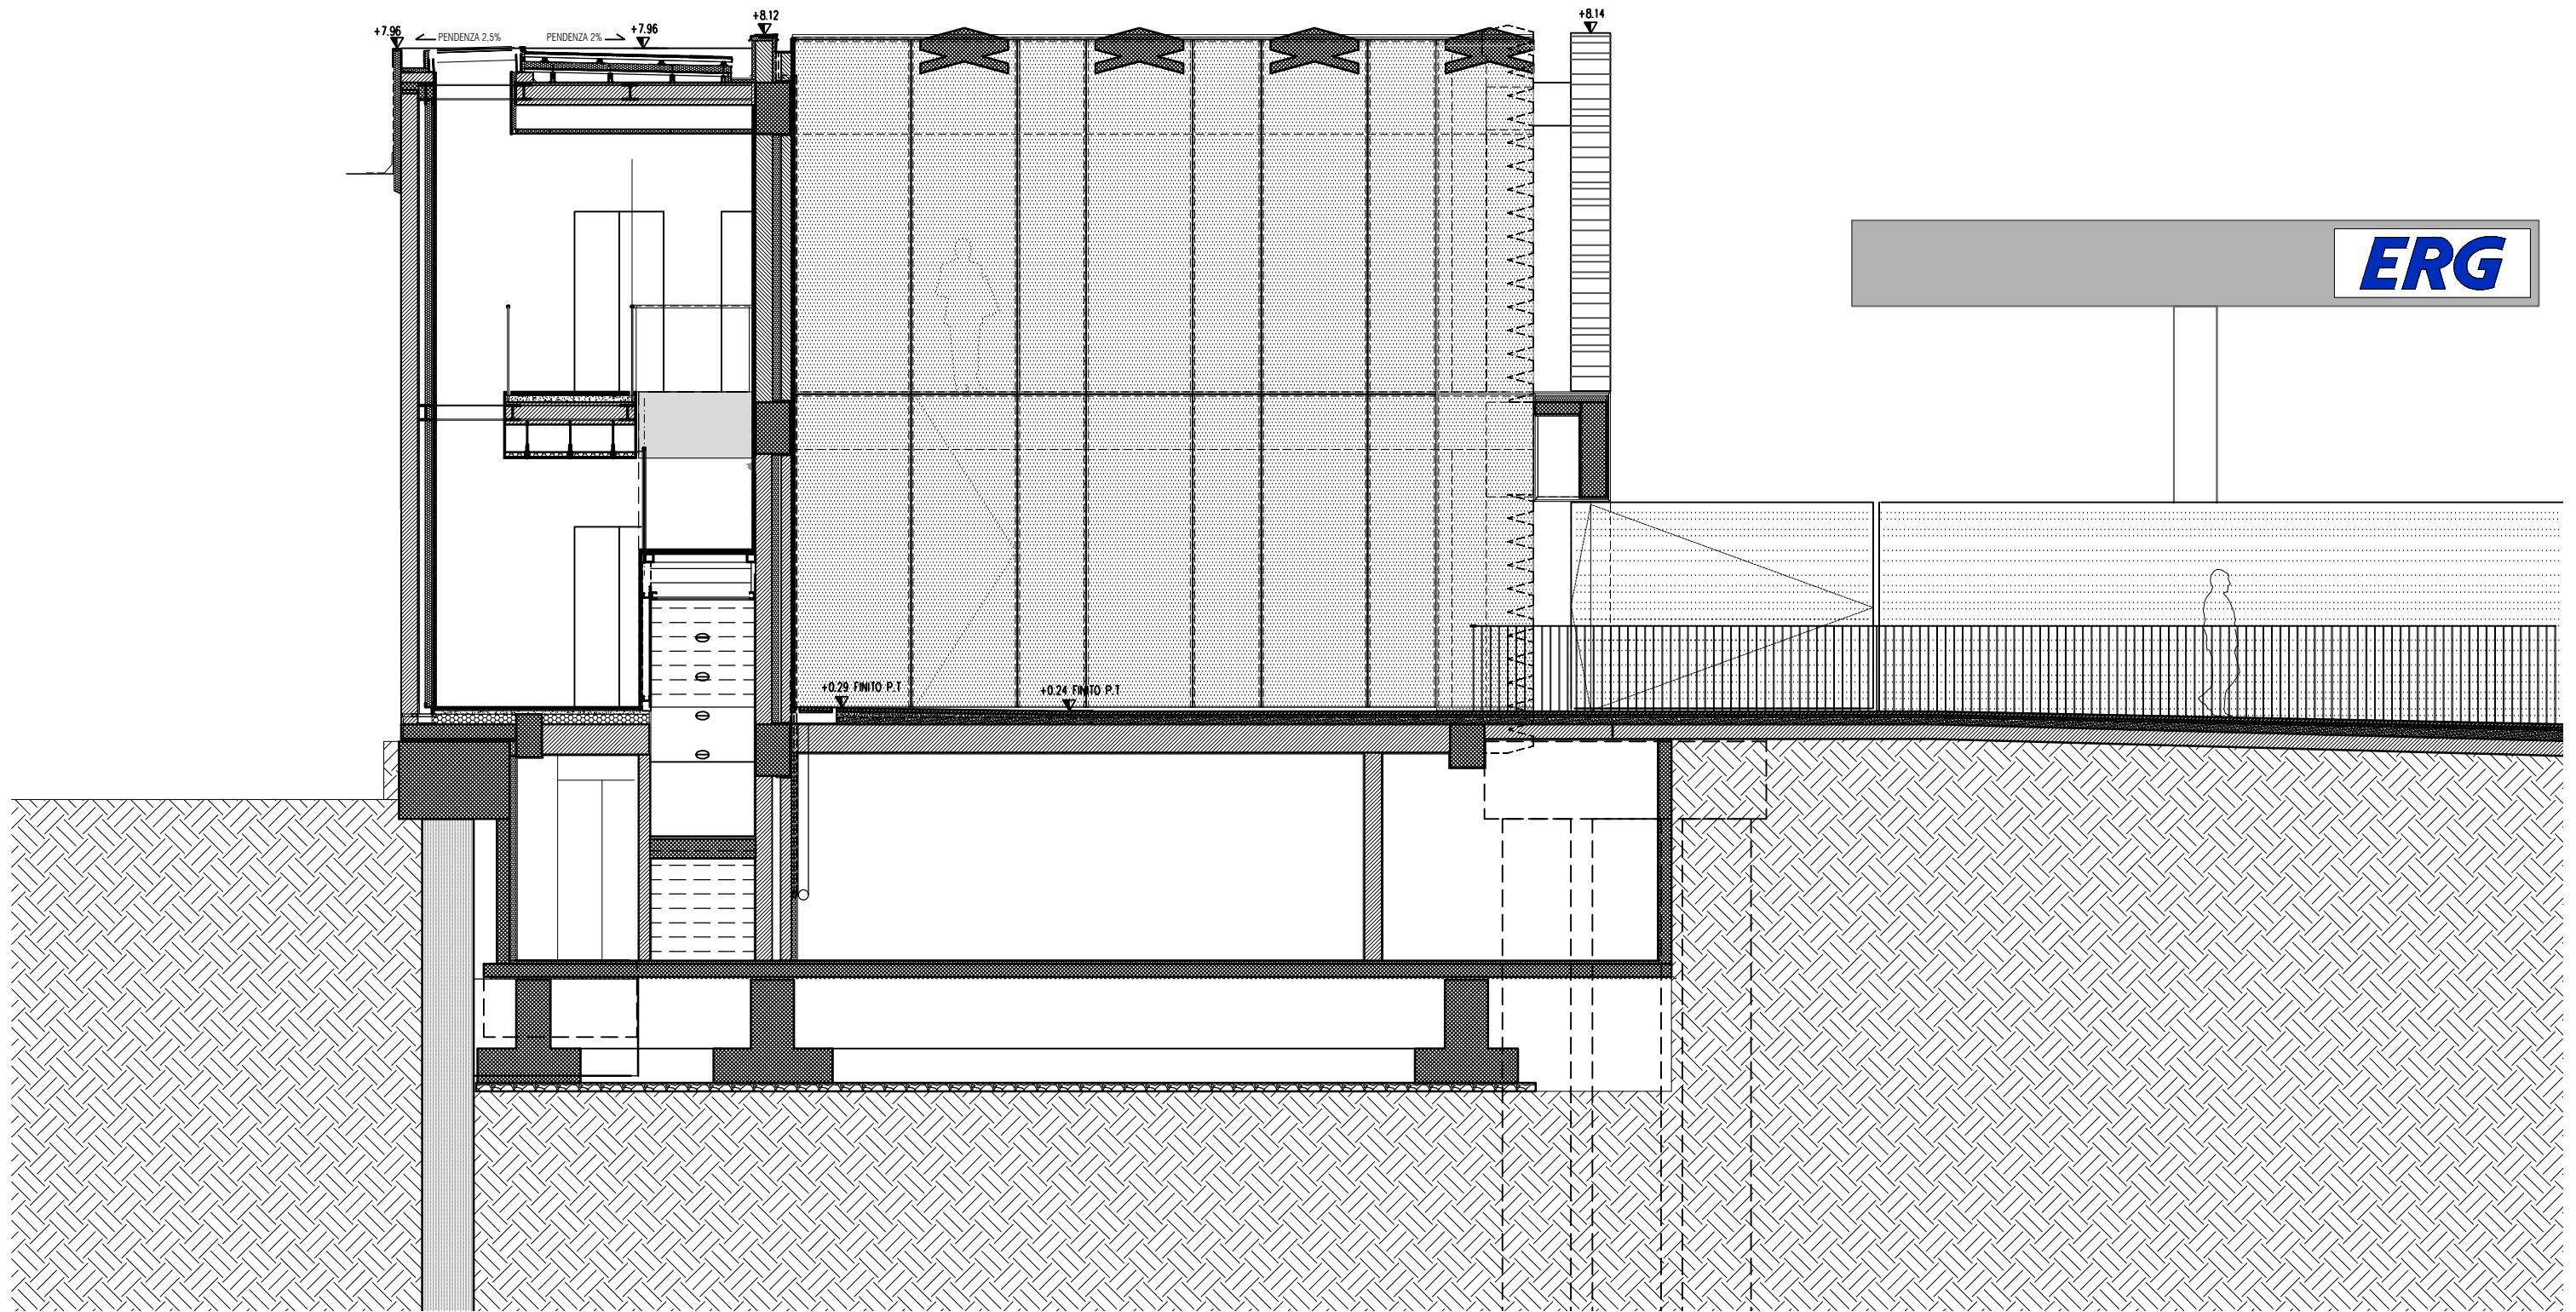 +7.96
PENDENZA 2,5%
PENDENZA 2%
+7.96
+8.12
+8.14
ERG
+0.29 FINITO P.T
+0.24 FINITO P.T